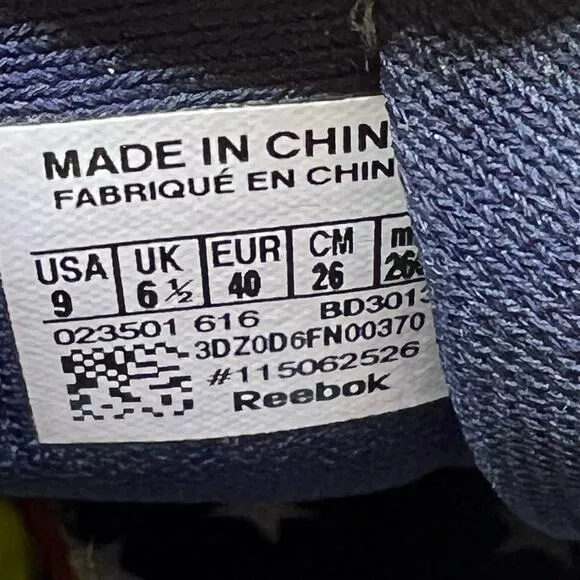 MADE IN CHIN
FABRIQUÉ EN CHIN
USA UK EUR CM m
9 6 ½ 40 26 26
023501 616 BD3013
3DZ0D6FN00370
#115062526
Reebok